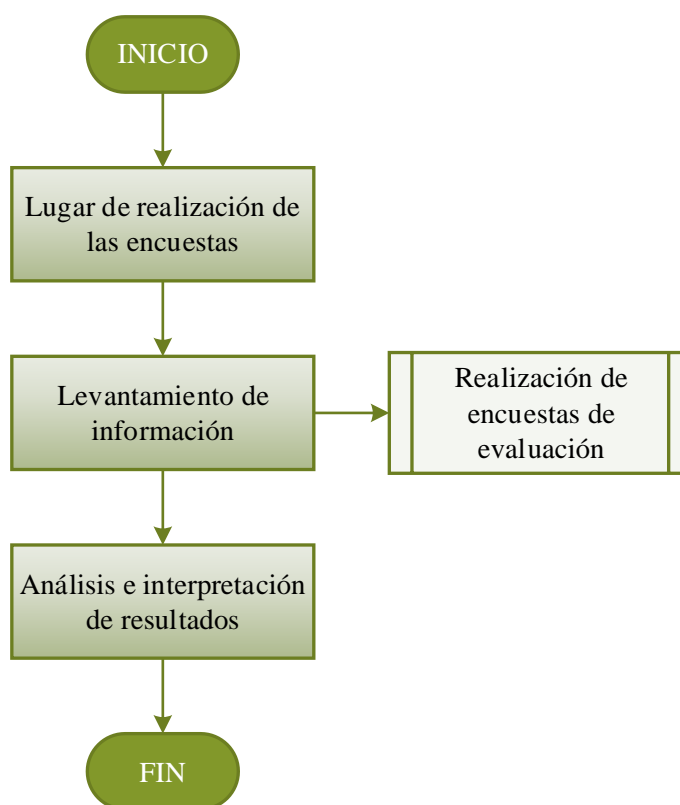 INICIO
Lugar de realización de
las encuestas
Levantamiento de
información
Realización de
encuestas de
evaluación
Análisis e interpretación
de resultados
FIN